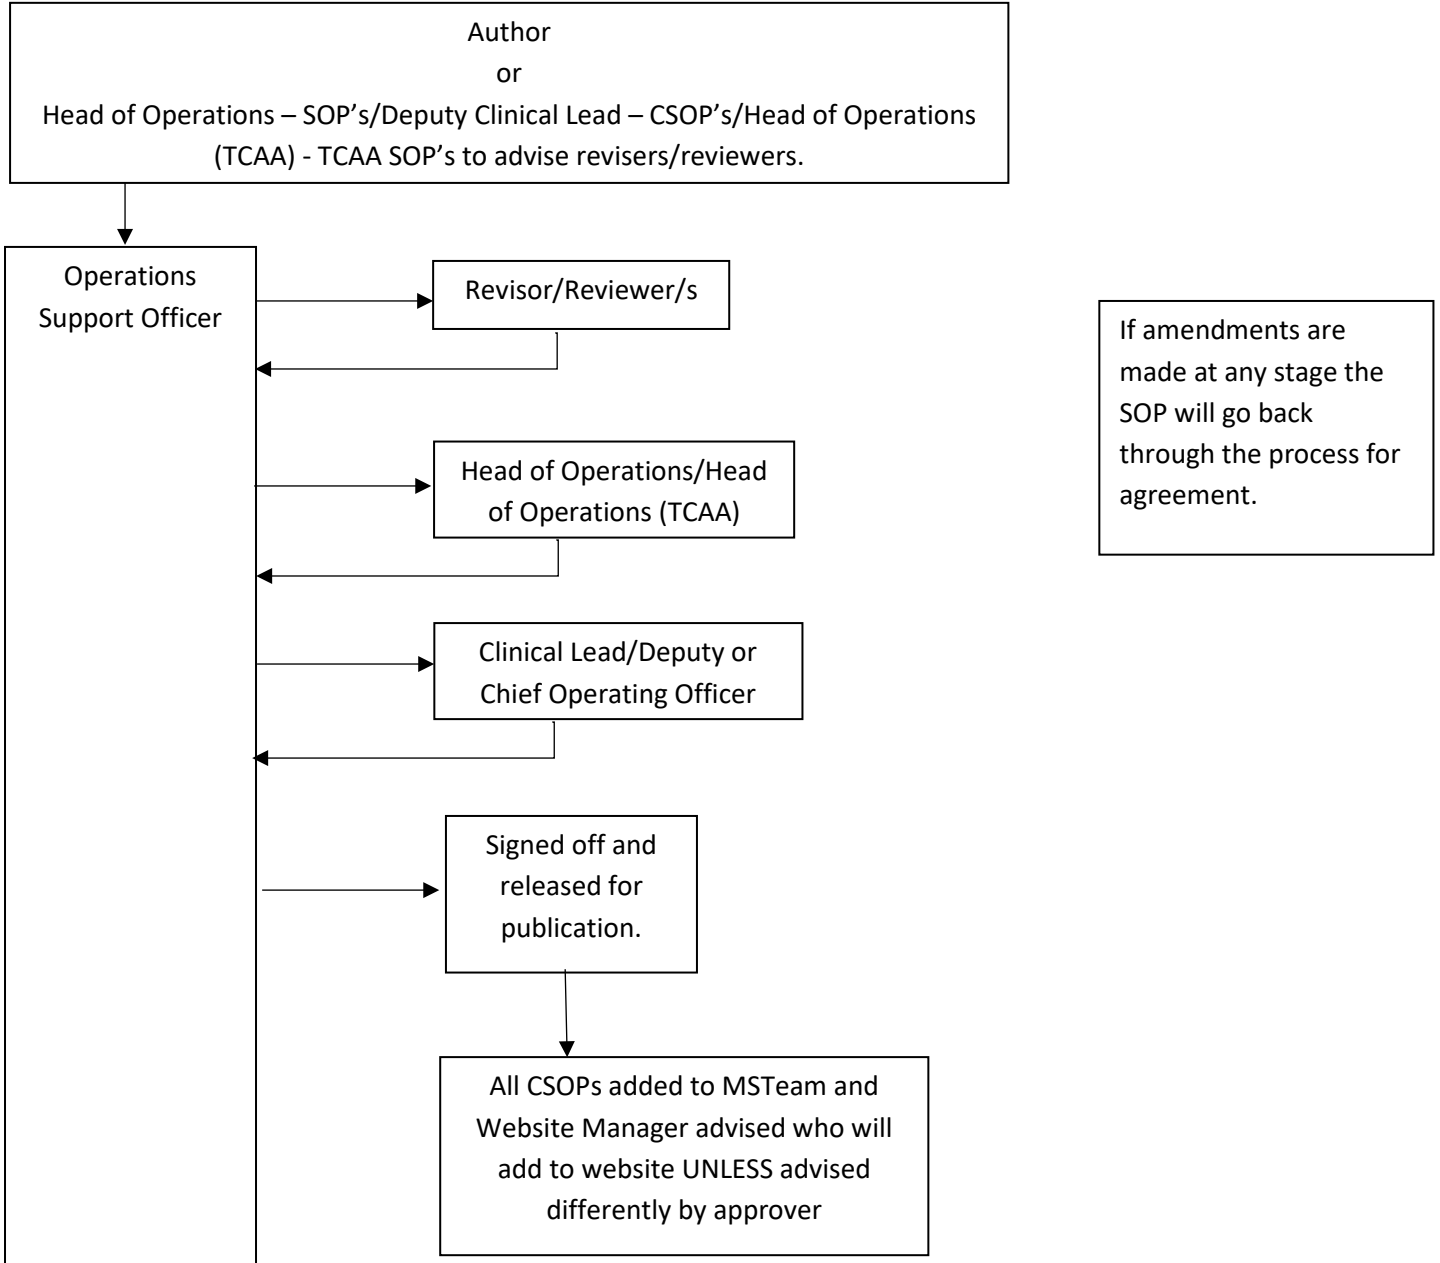 Author
or
Head of Operations – SOP’s/Deputy Clinical Lead – CSOP’s/Head of Operations
(TCAA) - TCAA SOP’s to advise revisers/reviewers.
Operations
Support Officer
Revisor/Reviewer/s
If amendments are
made at any stage the
SOP will go back
through the process for
agreement.
Head of Operations/Head
of Operations (TCAA)
Clinical Lead/Deputy or
Chief Operating Officer
Signed off and
released for
publication.
All CSOPs added to MSTeam and
Website Manager advised who will
add to website UNLESS advised
differently by approver